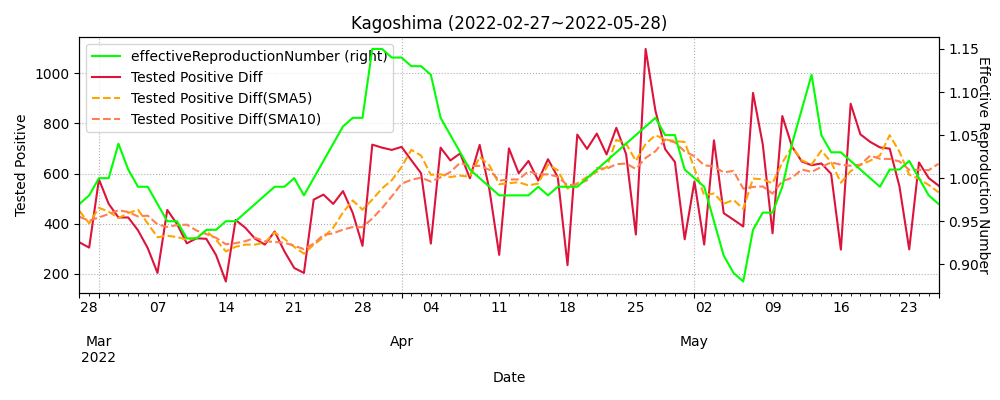 Kagoshima (2022-02-27~2022-05-28)
effectiveReproductionNumber (right)
Tested Positive Diff
Tested Positive Diff(SMA5)
Tested Positive Diff(SMA10)
Tested Positive
1000
800
600
400
200
1.15
1.10
1.05
1.00
0.95
0.90
Effective Reproduction Number
28 07 14 21 28 04 11 18 25 02 09 16 23
Mar Apr May
2022
Date